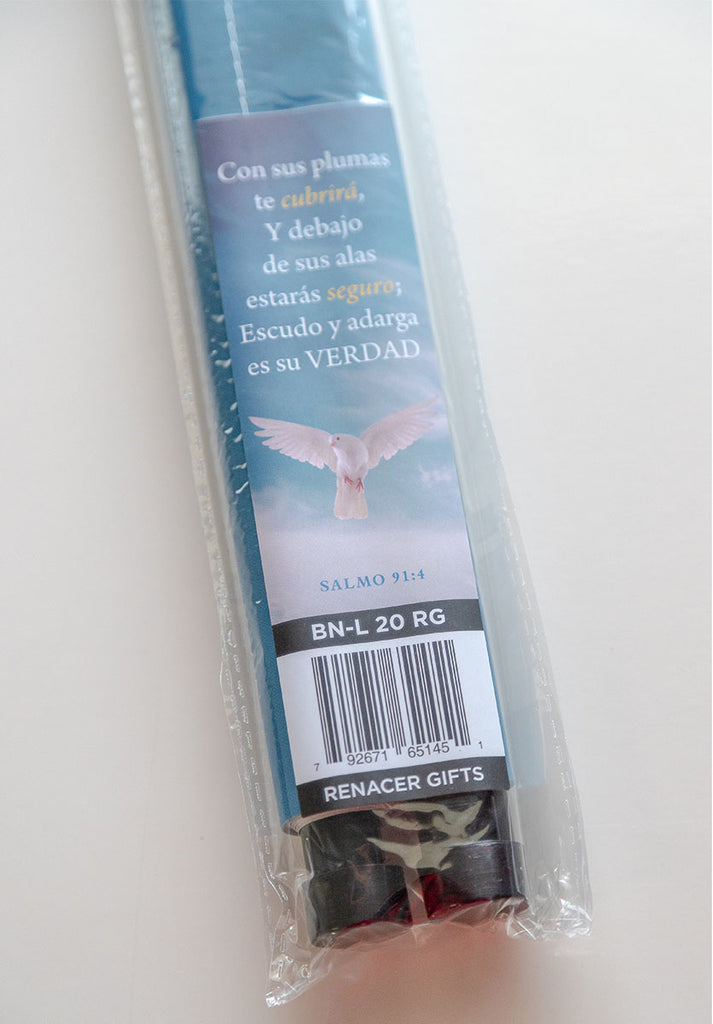 Con sus plumas
te cubrirá,
Y debajo
de sus alas
estarás seguro;
Escudo y adarga
es su VERDAD
SALMO 91:4
BN-L 20 RG
7 92671 65145 1
RENACER GIFTS